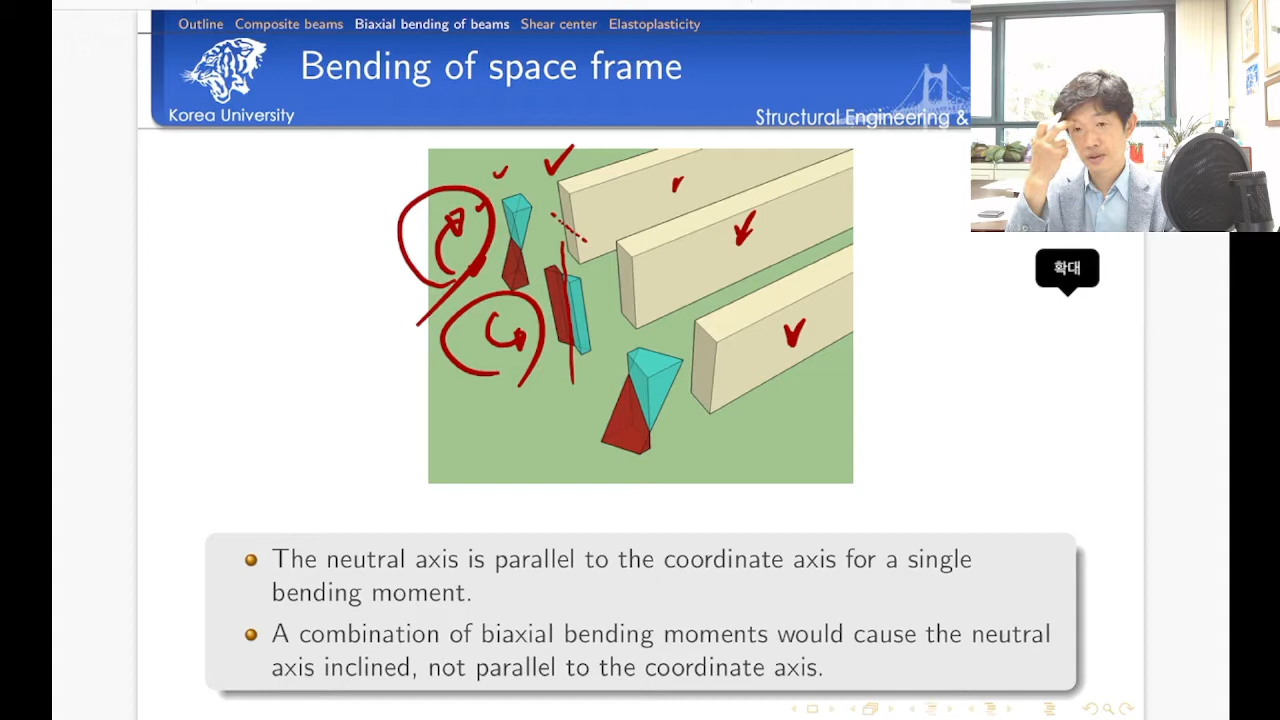 Outline Composite beams Biaxial bending of beams Shear center Elastoplasticity
Bending of space frame
Korea University
Structural Engineering &
확대
The neutral axis is parallel to the coordinate axis for a single
bending moment.
A combination of biaxial bending moments would cause the neutral
axis inclined, not parallel to the coordinate axis.